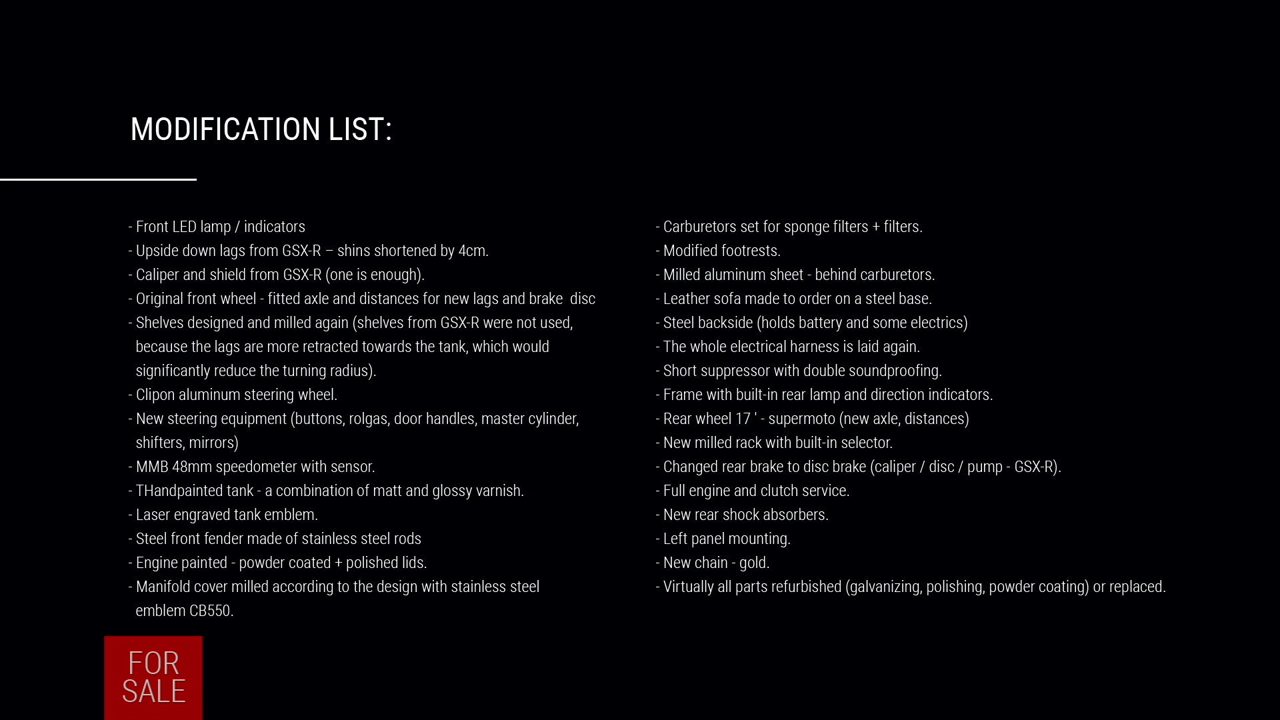 MODIFICATION LIST:
- Front LED lamp / indicators
- Upside down lags from GSX-R – shins shortened by 4cm.
- Caliper and shield from GSX-R (one is enough).
- Original front wheel - fitted axle and distances for new lags and brake  disc
- Shelves designed and milled again (shelves from GSX-R were not used,
because the lags are more retracted towards the tank, which would
significantly reduce the turning radius).
- Clipon aluminum steering wheel.
- New steering equipment (buttons, rolgas, door handles, master cylinder,
shifters, mirrors)
- MMB 48mm speedometer with sensor.
- THandpainted tank - a combination of matt and glossy varnish.
- Laser engraved tank emblem.
- Steel front fender made of stainless steel rods
- Engine painted - powder coated + polished lids.
- Manifold cover milled according to the design with stainless steel
emblem CB550.
- Carburetors set for sponge filters + filters.
- Modified footrests.
- Milled aluminum sheet - behind carburetors.
- Leather sofa made to order on a steel base.
- Steel backside (holds battery and some electrics)
- The whole electrical harness is laid again.
- Short suppressor with double soundproofing.
- Frame with built-in rear lamp and direction indicators.
- Rear wheel 17 ' - supermoto (new axle, distances)
- New milled rack with built-in selector.
- Changed rear brake to disc brake (caliper / disc / pump - GSX-R).
- Full engine and clutch service.
- New rear shock absorbers.
- Left panel mounting.
- New chain - gold.
- Virtually all parts refurbished (galvanizing, polishing, powder coating) or replaced.
FOR
SALE